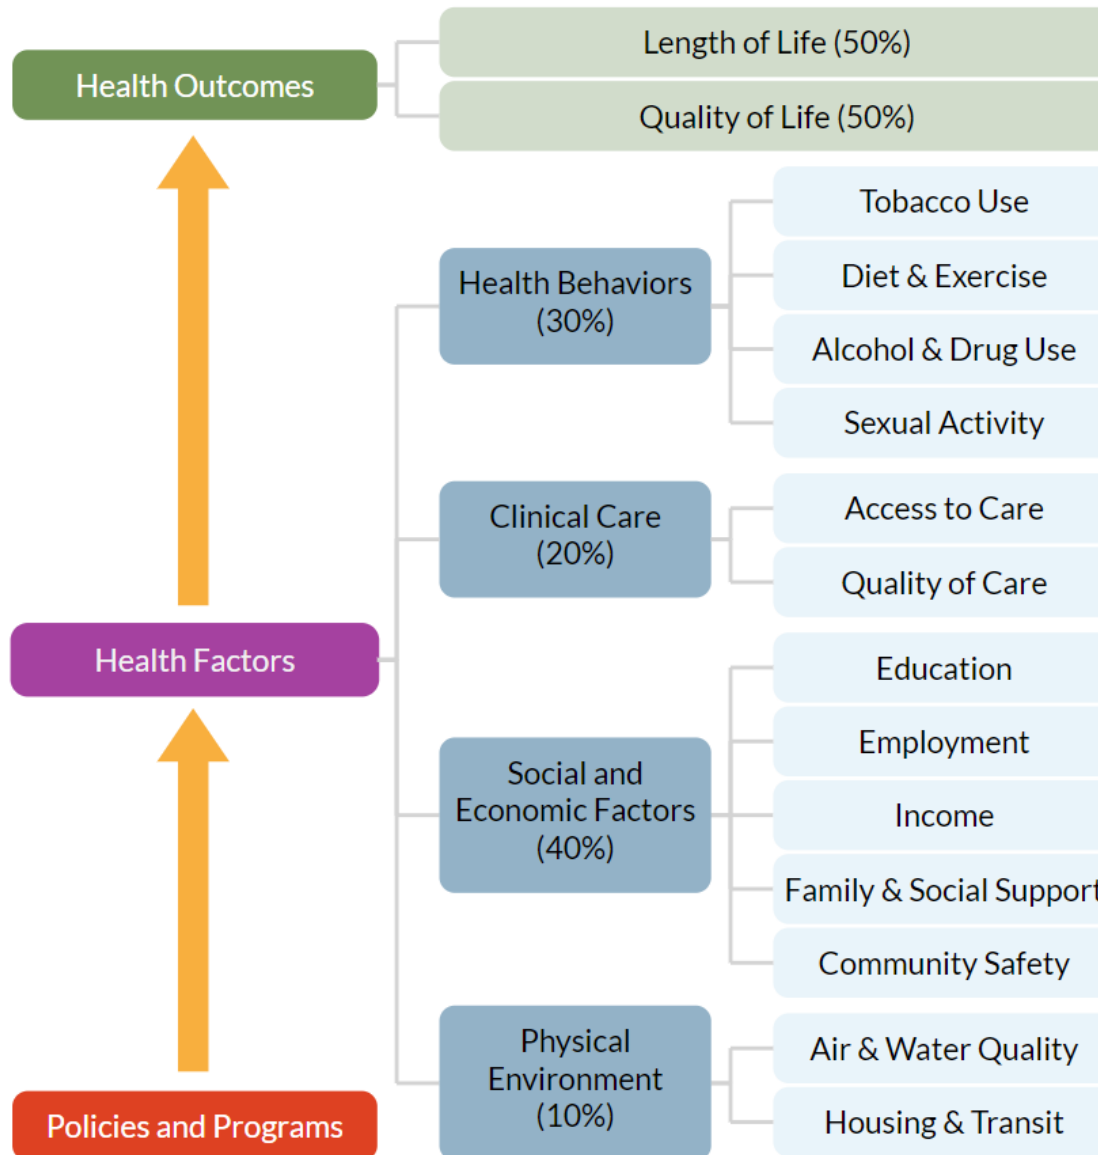 Health Outcomes
Length of Life (50%)
Quality of Life (50%)
Health Factors
Health Behaviors
(30%)
Tobacco Use
Diet & Exercise
Alcohol & Drug Use
Sexual Activity
Clinical Care
(20%)
Access to Care
Quality of Care
Social and
Economic Factors
(40%)
Education
Employment
Income
Family & Social Support
Community Safety
Physical
Environment
(10%)
Air & Water Quality
Housing & Transit
Policies and Programs